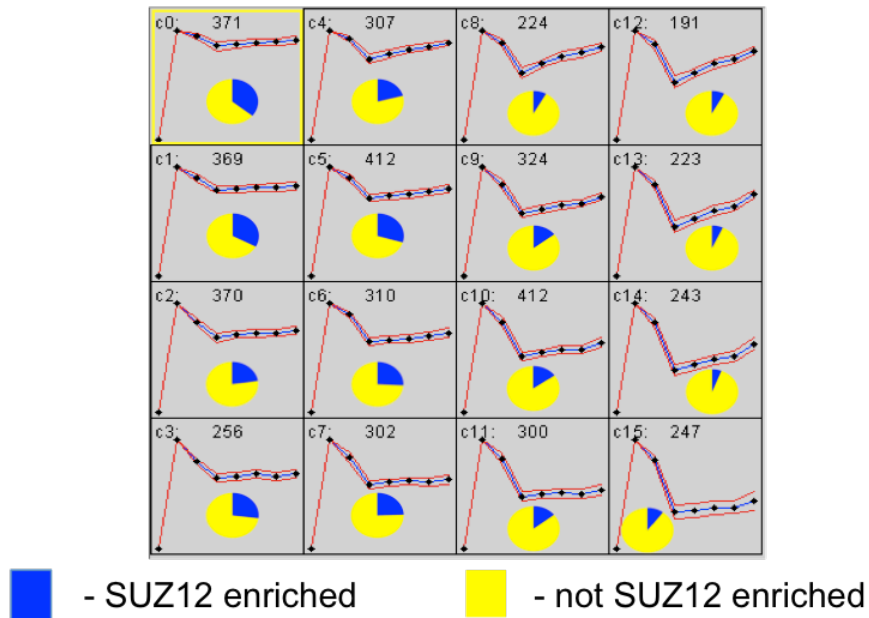 c0: 371
c4: 307
c8: 224
c12: 191
c1: 369
c5: 412
c9: 324
c13: 223
c2: 370
c6: 310
c10: 412
c14: 243
c3: 256
c7: 302
c11: 300
c15: 247
- SUZ12 enriched
- not SUZ12 enriched